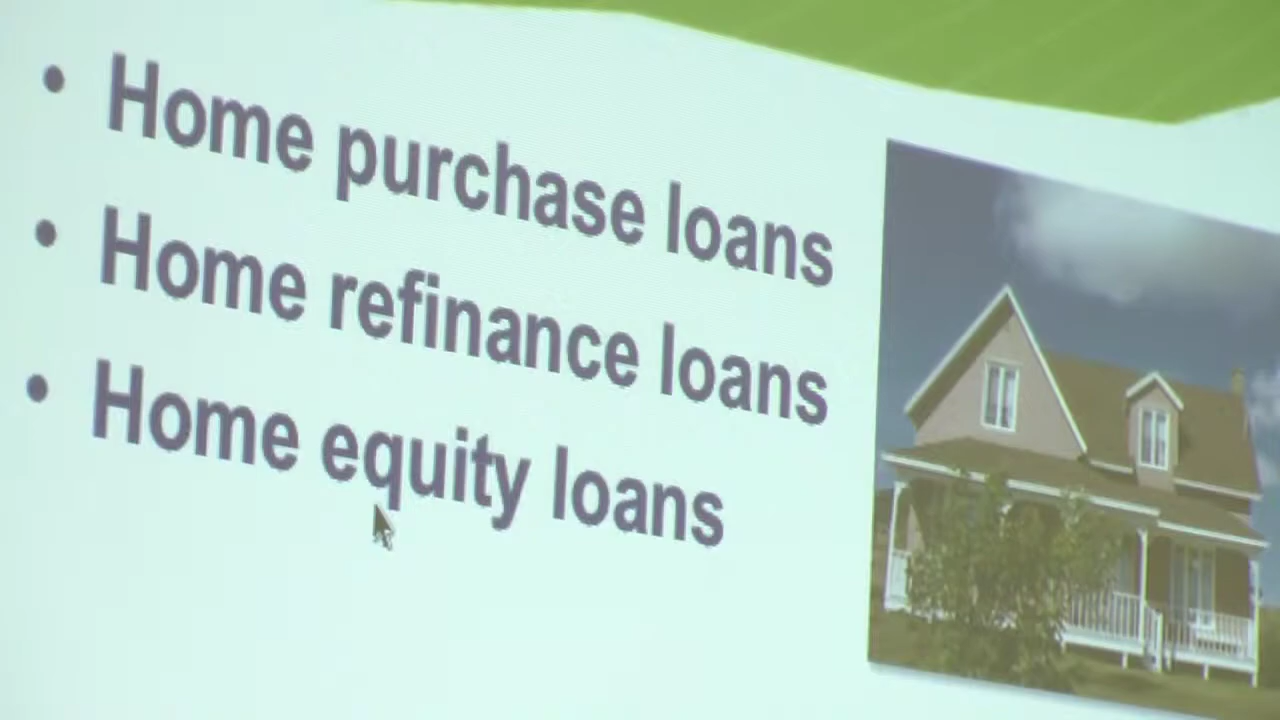 • Home purchase loans
• Home refinance loans
• Home equity loans